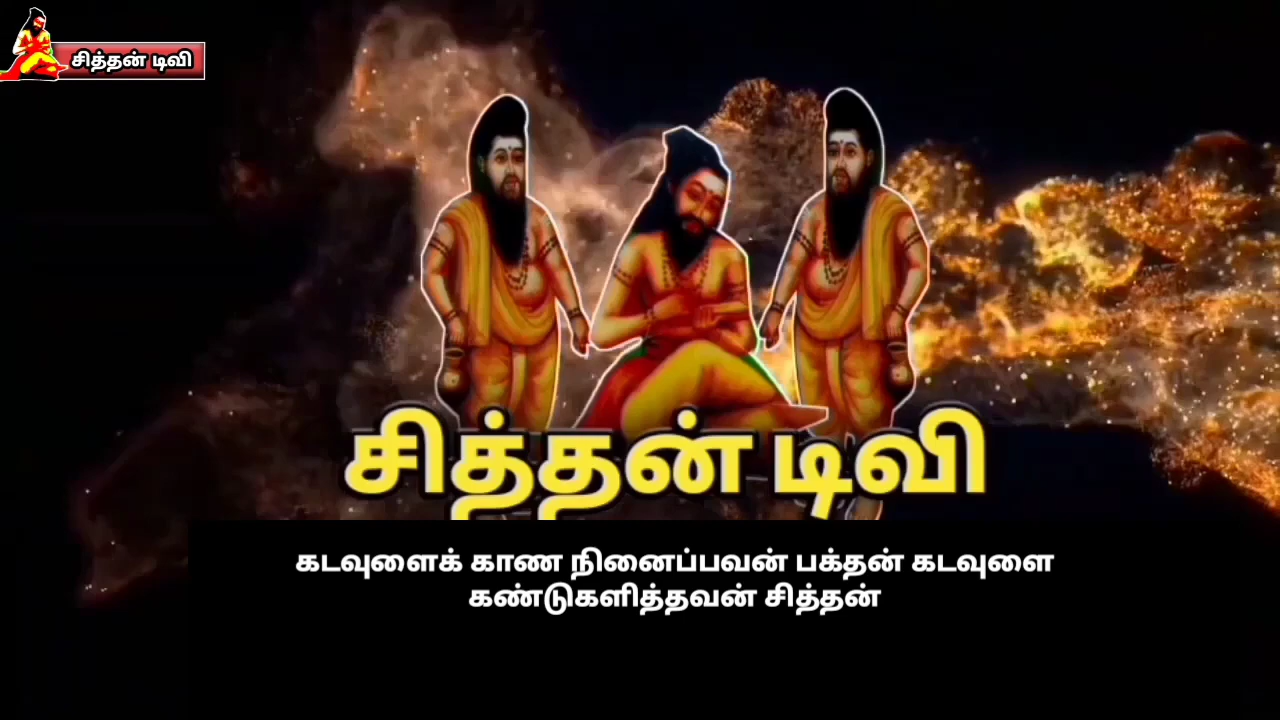 சித்தன் டிவி
சித்தன் டிவி
கடவுளைக் காண நினைப்பவன் பக்தன் கடவுளை
கண்டுகளித்தவன் சித்தன்